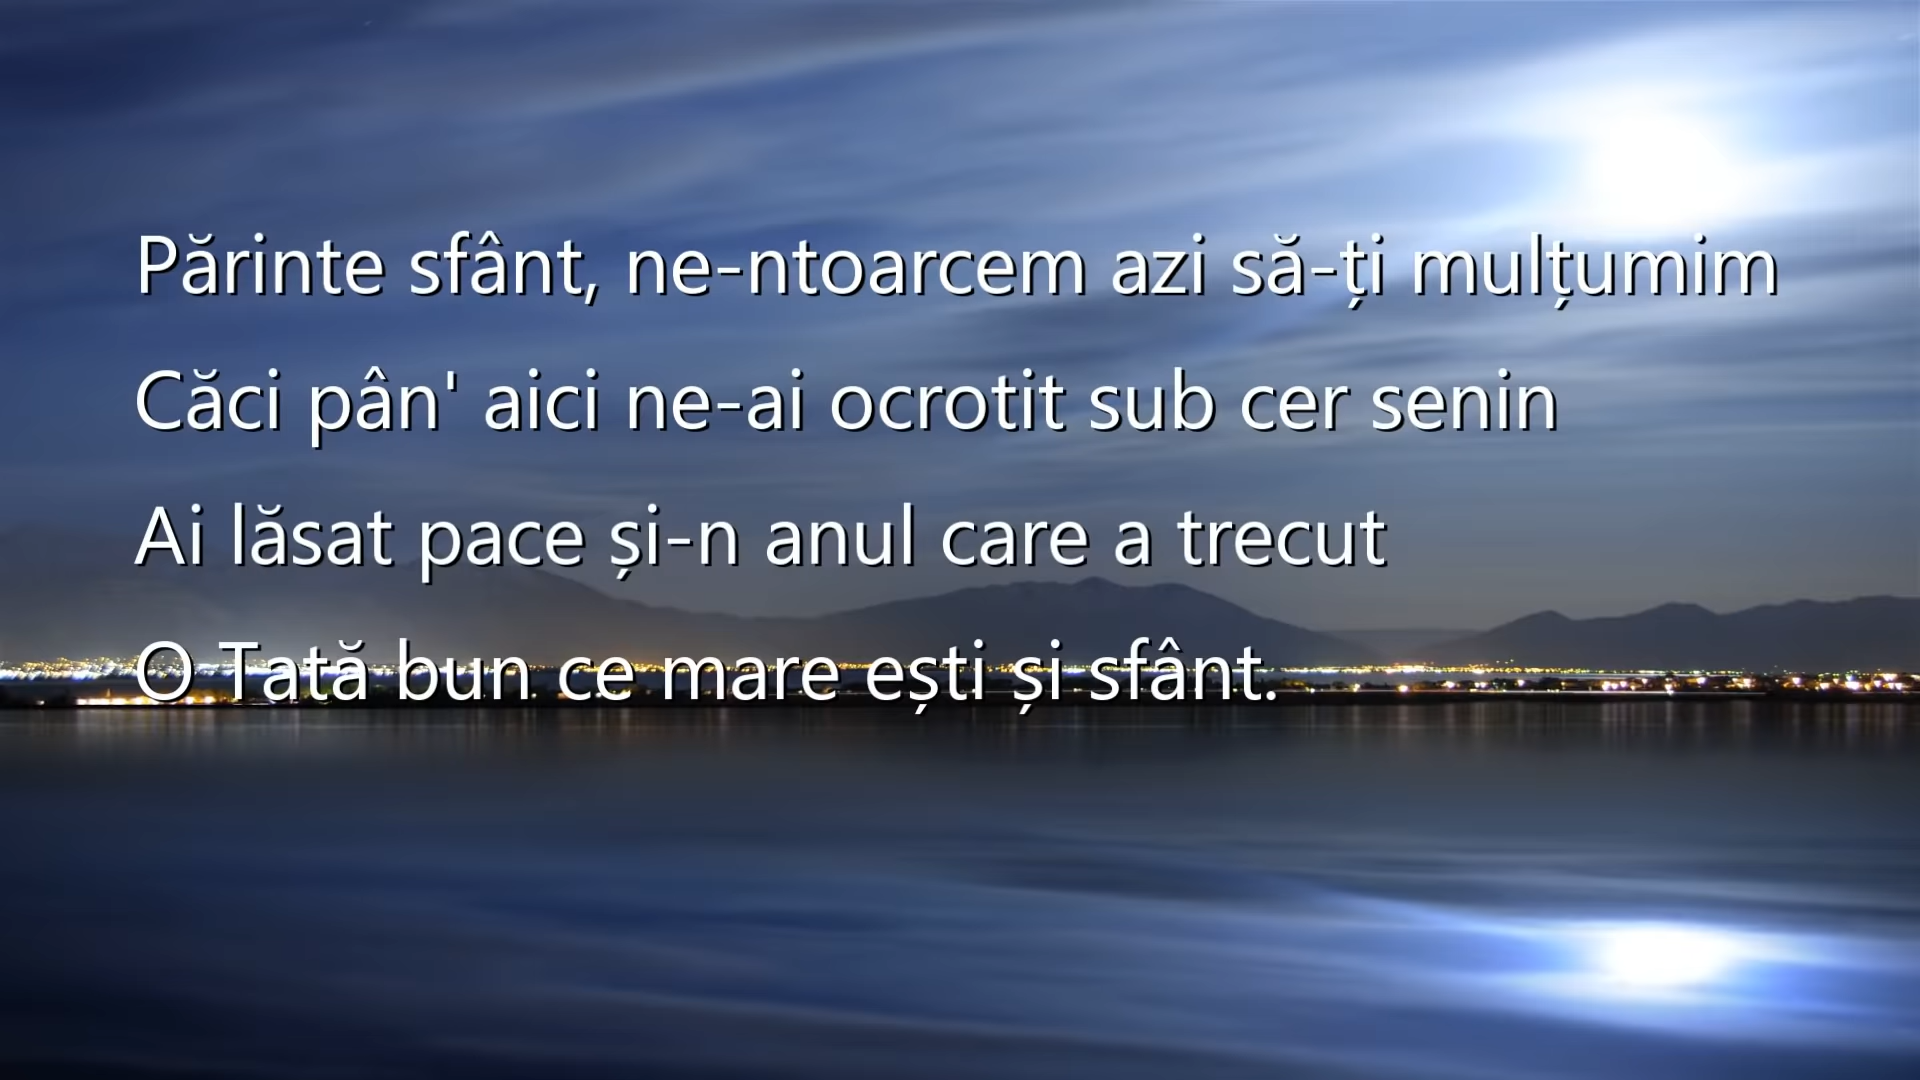 Părinte sfânt, ne-ntoarcem azi să-ți mulțumim
Căci pân' aici ne-ai ocrotit sub cer senin
Ai lăsat pace și-n anul care a trecut
O Tată bun ce mare ești și sfânt.